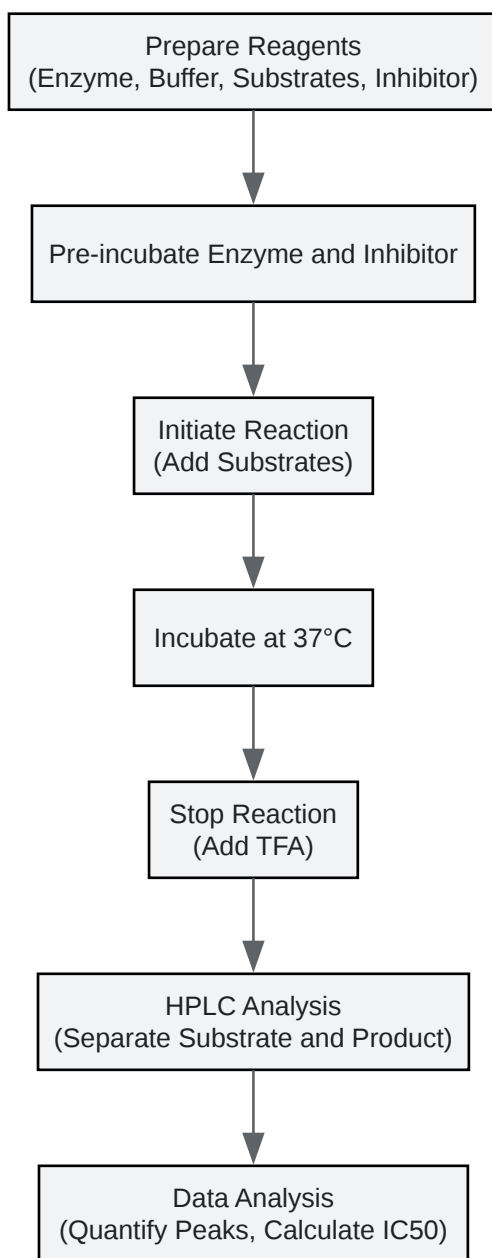 Prepare Reagents
(Enzyme, Buffer, Substrates, Inhibitor)
Pre-incubate Enzyme and Inhibitor
Initiate Reaction
(Add Substrates)
Incubate at 37°C
Stop Reaction
(Add TFA)
HPLC Analysis
(Separate Substrate and Product)
Data Analysis
(Quantify Peaks, Calculate IC50)